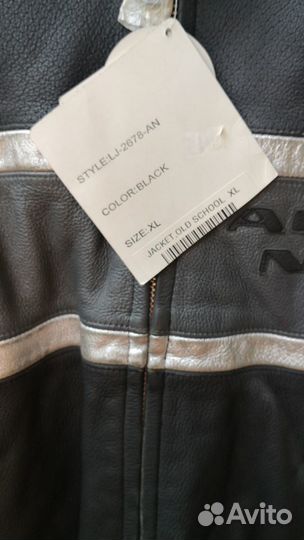 STYLE:LJ-2678-AN
COLOR:BLACK
SIZE:XL
JACKET OLD SCHOOL XL
Avito